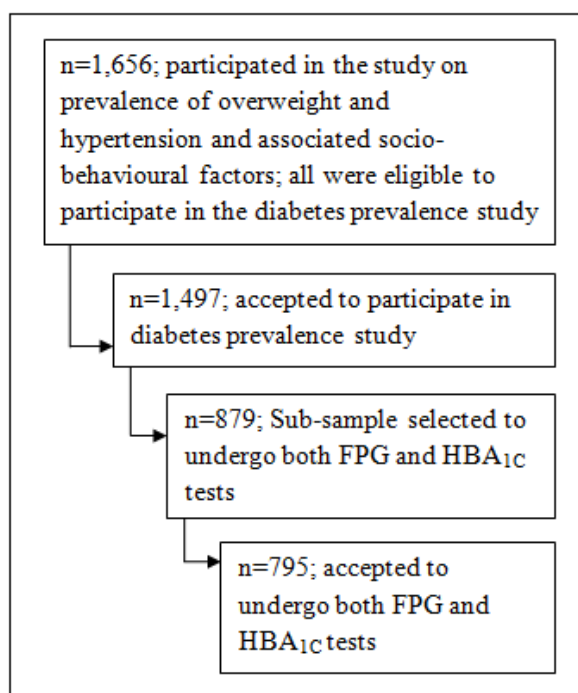 n=1,656; participated in the study on
prevalence of overweight and
hypertension and associated socio-
behavioural factors; all were eligible to
participate in the diabetes prevalence study
n=1,497; accepted to participate in
diabetes prevalence study
n=879; Sub-sample selected to
undergo both FPG and HBA1C
tests
n=795; accepted to
undergo both FPG and
HBA1C tests